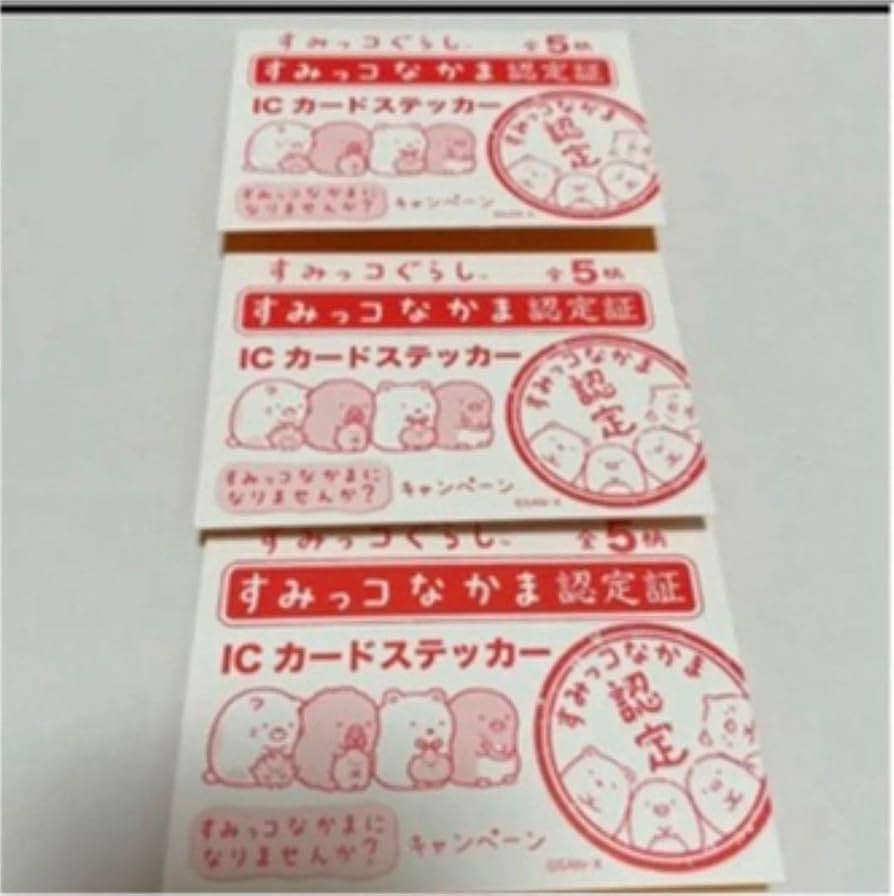 すみっコぐらし™ 全5柄
すみっコなかま認定証
ICカードステッカー
すみっコなかま
認定
すみっコなかまに
なりませんか？
キャンペーン
すみっコぐらし™ 全5柄
すみっコなかま認定証
ICカードステッカー
すみっコなかま
認定
すみっコなかまに
なりませんか？
キャンペーン
すみっコぐらし™ 全5柄
すみっコなかま認定証
ICカードステッカー
すみっコなかま
認定
すみっコなかまに
なりませんか？
キャンペーン